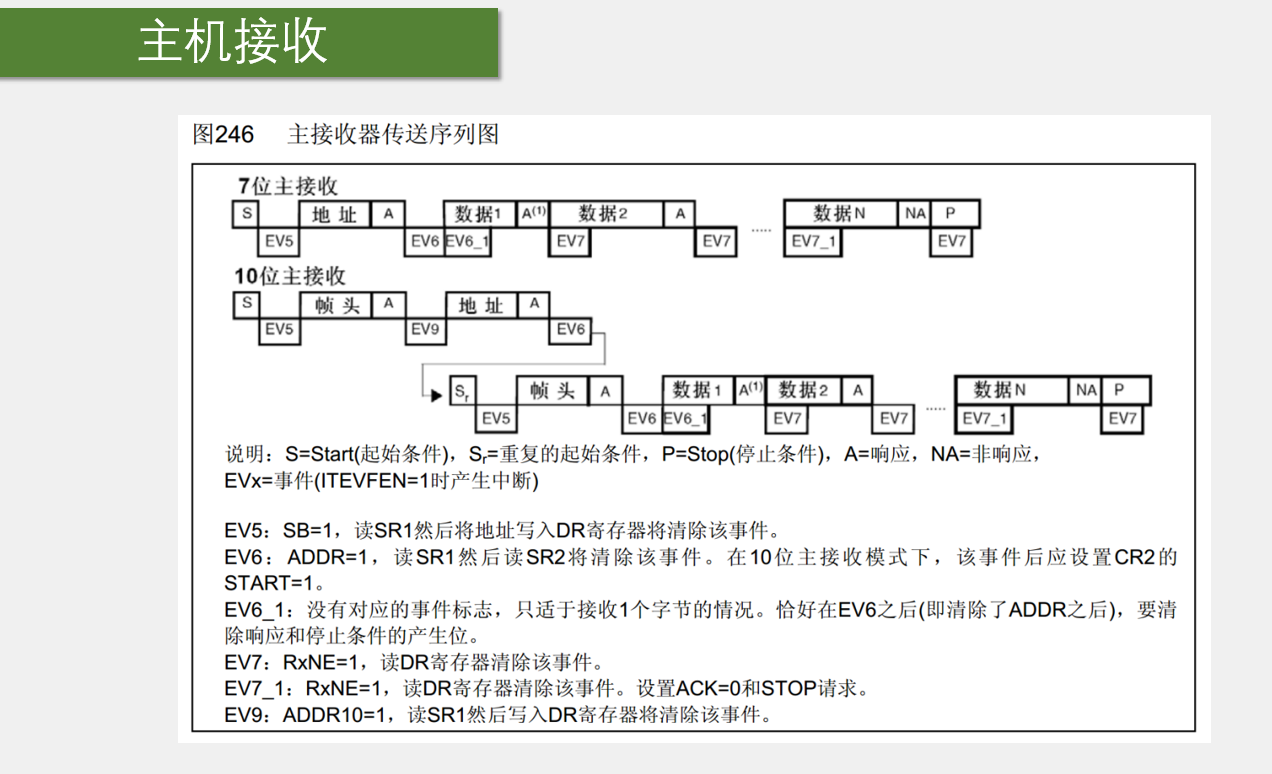 主机接收
图246 主接收器传送序列图
7位主接收
S 地址 A 数据1 A(1) 数据2 A 数据N NA P
EV5 EV6 EV6_1 EV7 EV7 ..... EV7_1 EV7
10位主接收
S 帧头 A 地址 A
EV5 EV9 EV6
Sr 帧头 A 数据1 A(1) 数据2 A 数据N NA P
EV5 EV6 EV6_1 EV7 EV7 ..... EV7_1 EV7
说明：S=Start(起始条件)，Sr=重复的起始条件，P=Stop(停止条件)，A=响应，NA=非响应，
EVx=事件(ITEVFEN=1时产生中断)
EV5：SB=1，读SR1然后将地址写入DR寄存器将清除该事件。
EV6：ADDR=1，读SR1然后读SR2将清除该事件。在10位主接收模式下，该事件后应设置CR2的
START=1。
EV6_1：没有对应的事件标志，只适于接收1个字节的情况。恰好在EV6之后(即清除了ADDR之后)，要清
除响应和停止条件的产生位。
EV7：RxNE=1，读DR寄存器清除该事件。
EV7_1：RxNE=1，读DR寄存器清除该事件。设置ACK=0和STOP请求。
EV9：ADDR10=1，读SR1然后写入DR寄存器将清除该事件。